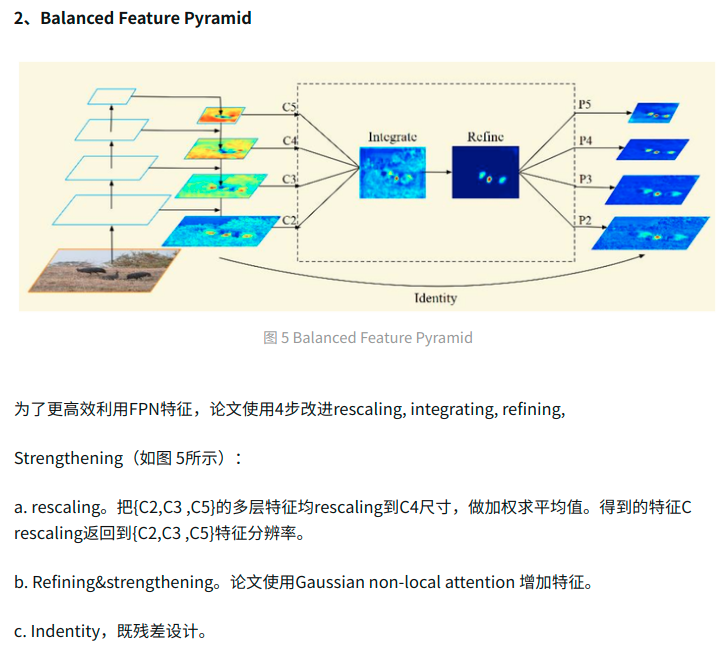 2、Balanced Feature Pyramid
C5
C4
C3
C2
Integrate
Refine
P5
P4
P3
P2
Identity
图 5 Balanced Feature Pyramid
为了更高效利用FPN特征，论文使用4步改进rescaling, integrating, refining,
Strengthening（如图 5所示）：
a. rescaling。把{C2,C3 ,C5}的多层特征均rescaling到C4尺寸，做加权求平均值。得到的特征C
rescaling返回到{C2,C3 ,C5}特征分辨率。
b. Refining&strengthening。论文使用Gaussian non-local attention 增加特征。
c. Indentity，既残差设计。